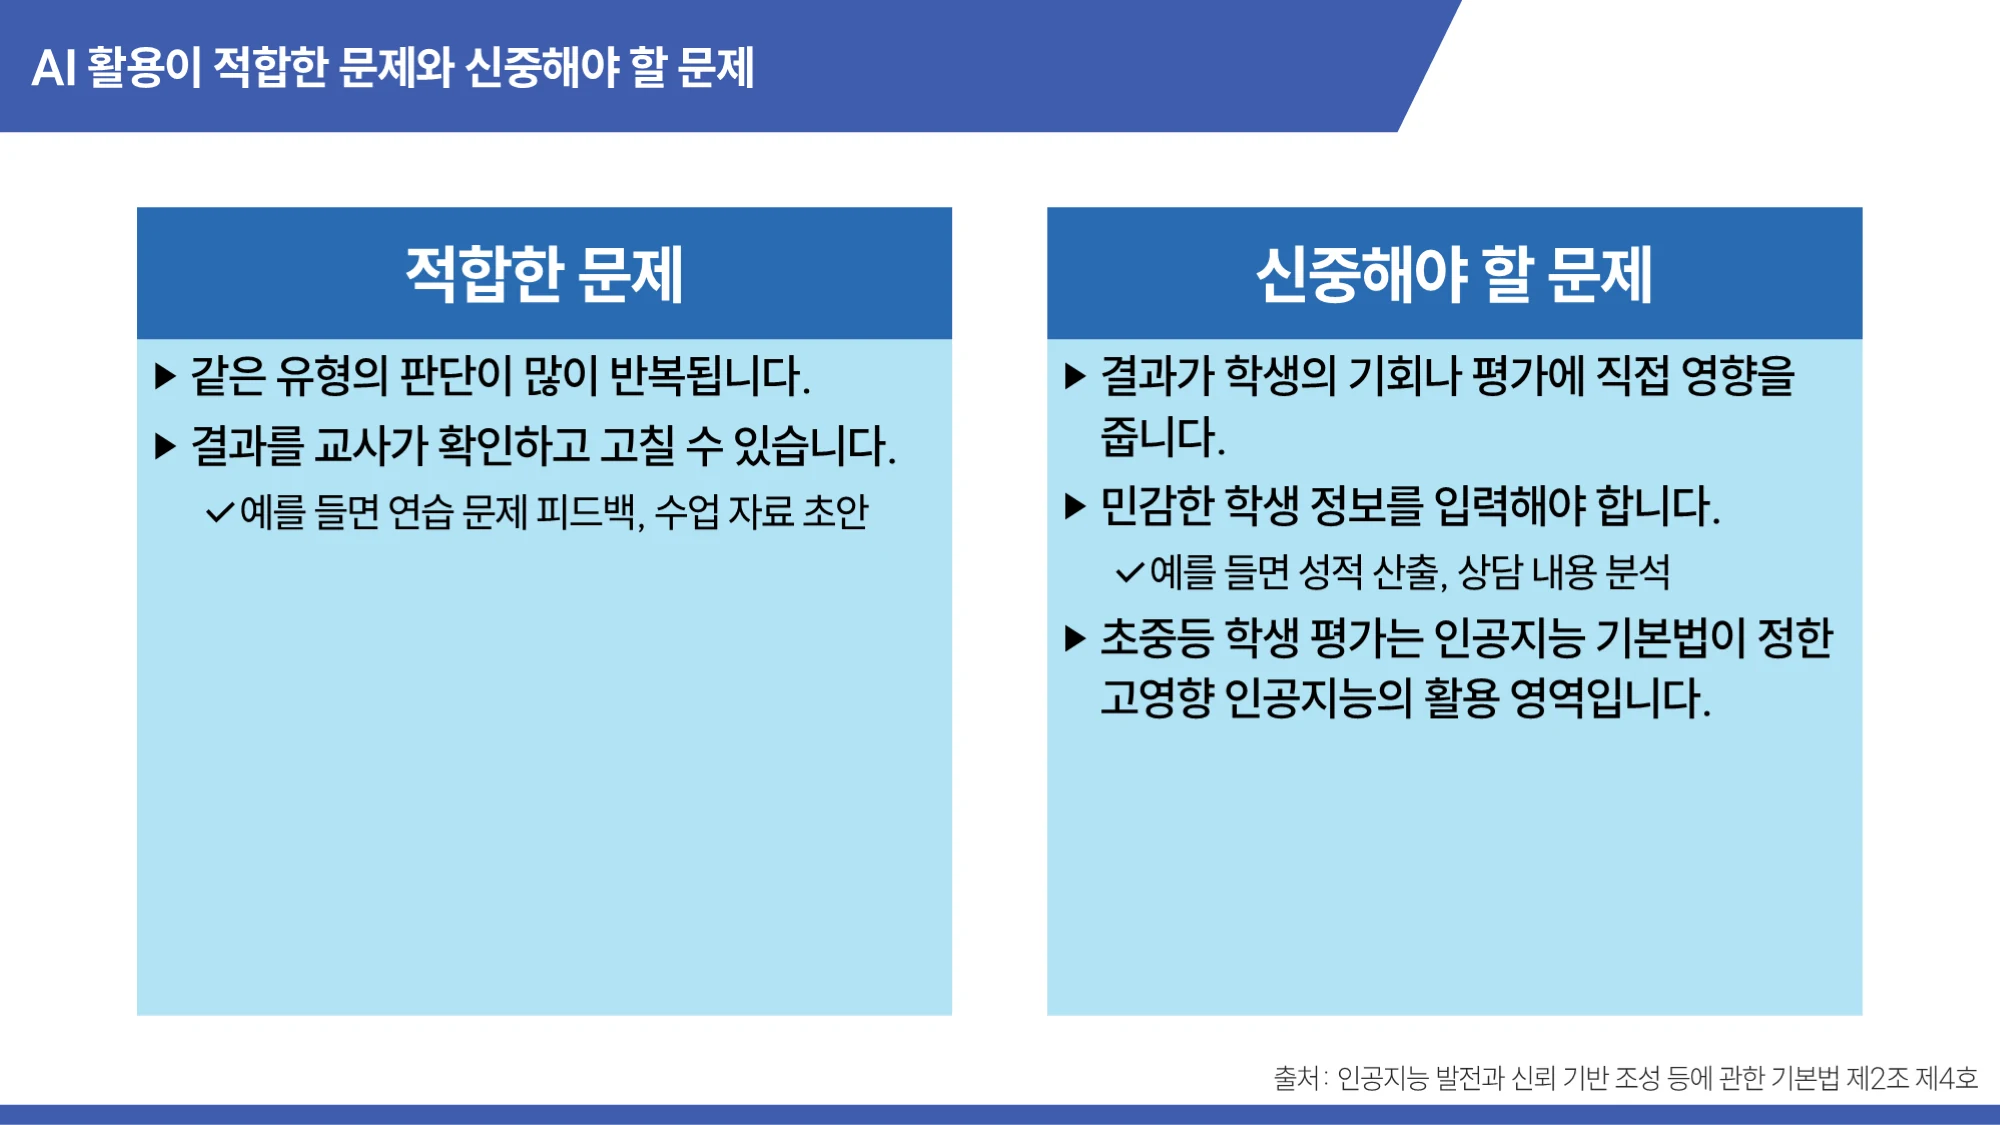 AI 활용이 적합한 문제와 신중해야 할 문제
적합한 문제
▶ 같은 유형의 판단이 많이 반복됩니다.
▶ 결과를 교사가 확인하고 고칠 수 있습니다.
✓예를 들면 연습 문제 피드백, 수업 자료 초안
신중해야 할 문제
▶ 결과가 학생의 기회나 평가에 직접 영향을
줍니다.
▶ 민감한 학생 정보를 입력해야 합니다.
✓예를 들면 성적 산출, 상담 내용 분석
▶ 초중등 학생 평가는 인공지능 기본법이 정한
고영향 인공지능의 활용 영역입니다.
출처: 인공지능 발전과 신뢰 기반 조성 등에 관한 기본법 제2조 제4호